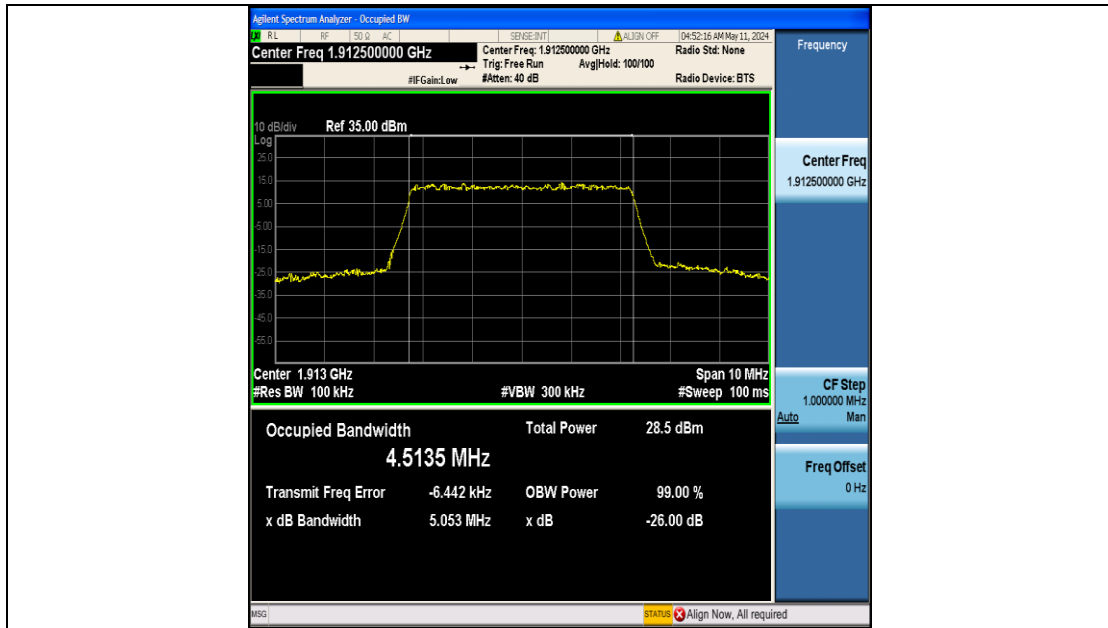 Agilent Spectrum Analyzer - Occupied BW
RL RF 50 Ω AC SENSE:INT ALIGN OFF 04:52:16 AM May 11, 2024
Center Freq 1.912500000 GHz
Center Freq: 1.912500000 GHz Radio Std: None
Trig: Free Run Avg|Hold: 100/100
#IFGain:Low #Atten: 40 dB Radio Device: BTS
10 dB/div Ref 35.00 dBm
Log
25.0
15.0
5.00
-5.00
-15.0
-25.0
-35.0
-45.0
-55.0
Center 1.913 GHz Span 10 MHz
#Res BW 100 kHz #VBW 300 kHz #Sweep 100 ms
Occupied Bandwidth Total Power 28.5 dBm
4.5135 MHz
Transmit Freq Error -6.442 kHz OBW Power 99.00 %
x dB Bandwidth 5.053 MHz x dB -26.00 dB
Frequency
Center Freq
1.912500000 GHz
CF Step
1.000000 MHz
Auto Man
Freq Offset
0 Hz
MSG STATUS Align Now, All required